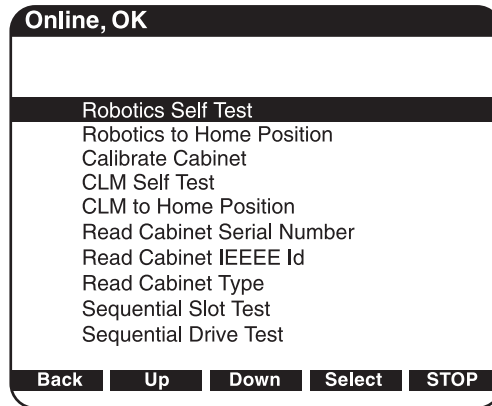 Online, OK
Robotics Self Test
Robotics to Home Position
Calibrate Cabinet
CLM Self Test
CLM to Home Position
Read Cabinet Serial Number
Read Cabinet IEEEE Id
Read Cabinet Type
Sequential Slot Test
Sequential Drive Test
Back Up Down Select STOP